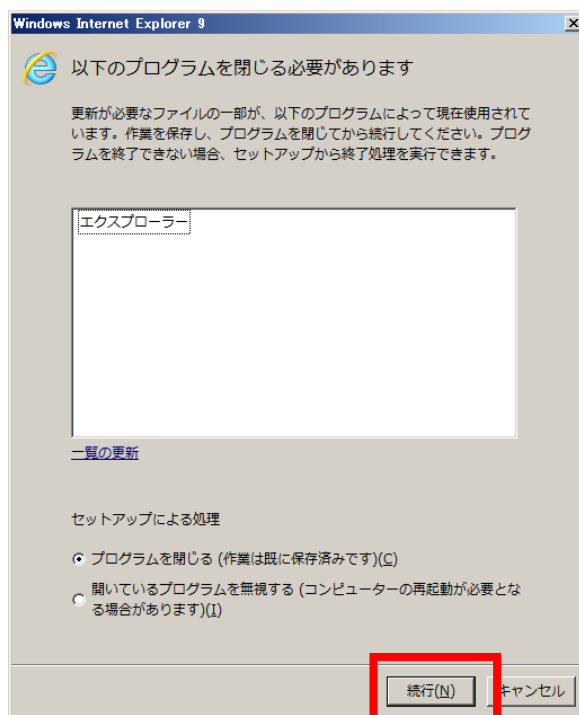 Windows Internet Explorer 9
以下のプログラムを閉じる必要があります
更新が必要なファイルの一部が、以下のプログラムによって現在使用されて
います。作業を保存し、プログラムを閉じてから続行してください。プログ
ラムを終了できない場合、セットアップから終了処理を実行できます。
エクスプローラー
一覧の更新
セットアップによる処理
プログラムを閉じる (作業は既に保存済みです)(C)
開いているプログラムを無視する (コンピューターの再起動が必要とな
る場合があります)(I)
続行(N) キャンセル